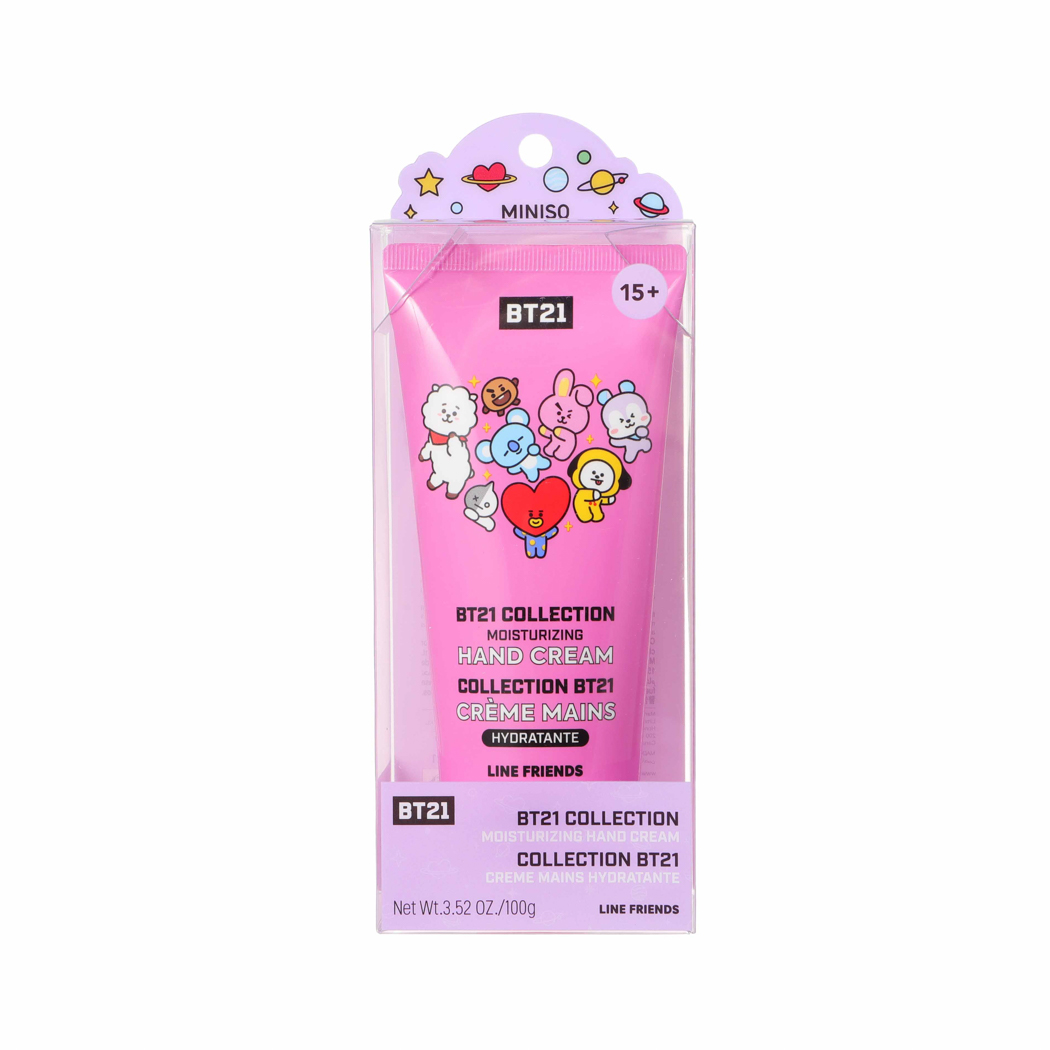 MINISO
15+
BT21
BT21 COLLECTION
MOISTURIZING
HAND CREAM
COLLECTION BT21
CRÈME MAINS
HYDRATANTE
LINE FRIENDS
BT21
BT21 COLLECTION
MOISTURIZING HAND CREAM
COLLECTION BT21
CREME MAINS HYDRATANTE
Net Wt.3.52 OZ./100g
LINE FRIENDS